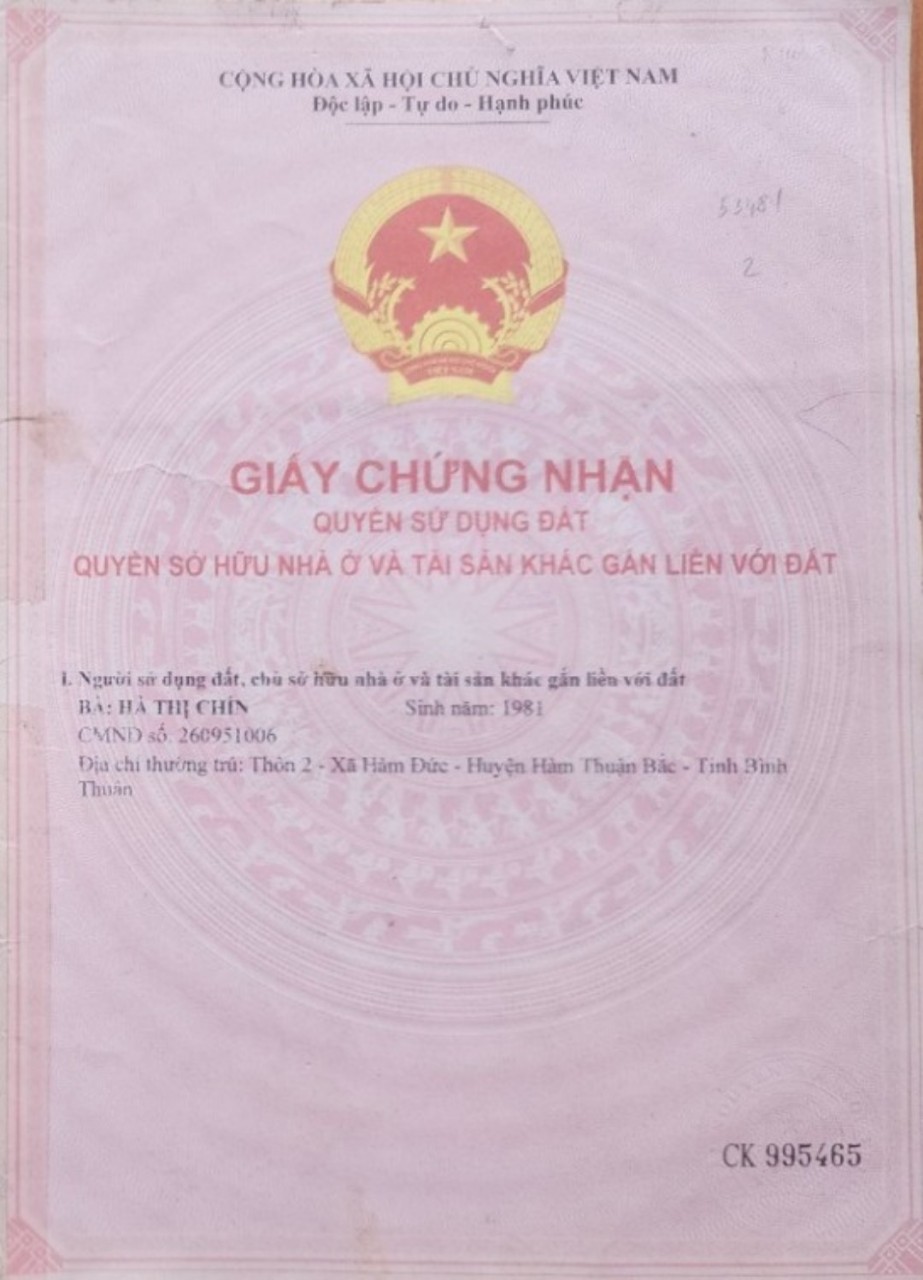 CỘNG HÒA XÃ HỘI CHỦ NGHĨA VIỆT NAM
Độc lập - Tự do - Hạnh phúc
53481
2
VIỆT NAM
GIẤY CHỨNG NHẬN
QUYỀN SỬ DỤNG ĐẤT
QUYỀN SỞ HỮU NHÀ Ở VÀ TÀI SẢN KHÁC GẮN LIỀN VỚI ĐẤT
I. Người sử dụng đất, chủ sở hữu nhà ở và tài sản khác gắn liền với đất
BÀ: HÀ THỊ CHÍN Sinh năm: 1981
CMND số: 260951006
Địa chỉ thường trú: Thôn 2 - Xã Hàm Đức - Huyện Hàm Thuận Bắc - Tỉnh Bình
Thuận
CK 995465